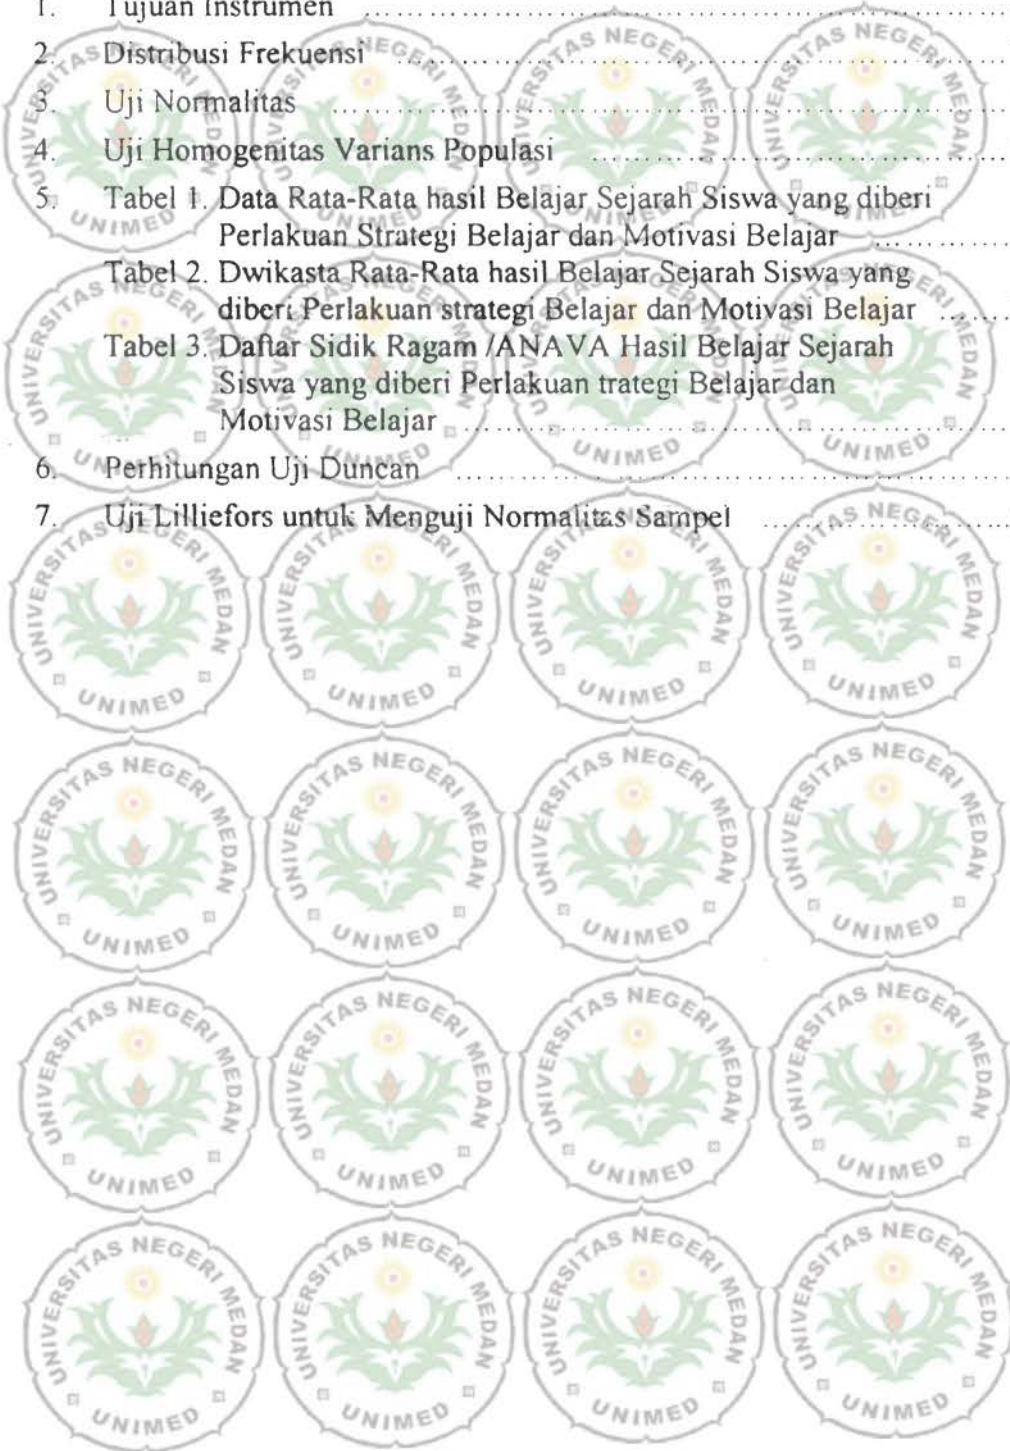 1. Tujuan Instrumen ........................................
2. Distribusi Frekuensi ........................................
3. Uji Normalitas ........................................
4. Uji Homogenitas Varians Populasi ........................................
5. Tabel 1. Data Rata-Rata hasil Belajar Sejarah Siswa yang diberi
Perlakuan Strategi Belajar dan Motivasi Belajar ............
Tabel 2. Dwikasta Rata-Rata hasil Belajar Sejarah Siswa yang
diberi Perlakuan strategi Belajar dan Motivasi Belajar .......
Tabel 3. Daftar Sidik Ragam /ANAVA Hasil Belajar Sejarah
Siswa yang diberi Perlakuan trategi Belajar dan
Motivasi Belajar ........................................
6. Perhitungan Uji Duncan ........................................
7. Uji Lilliefors untuk Menguji Normalitas Sampel ....................
UNIVERSITAS NEGERI MEDAN
UNIMED